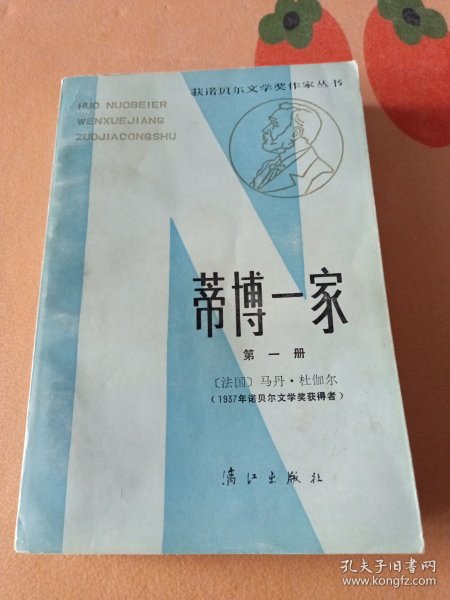 获诺贝尔文学奖作家丛书
HUO NUOBEIER
WENXUEJIANG
ZUOJIACONGSHU
蒂博一家
第一册
〔法国〕马丹·杜伽尔
(1937年诺贝尔文学奖获得者)
漓江出版社
孔夫子旧书网
www.kongfz.com